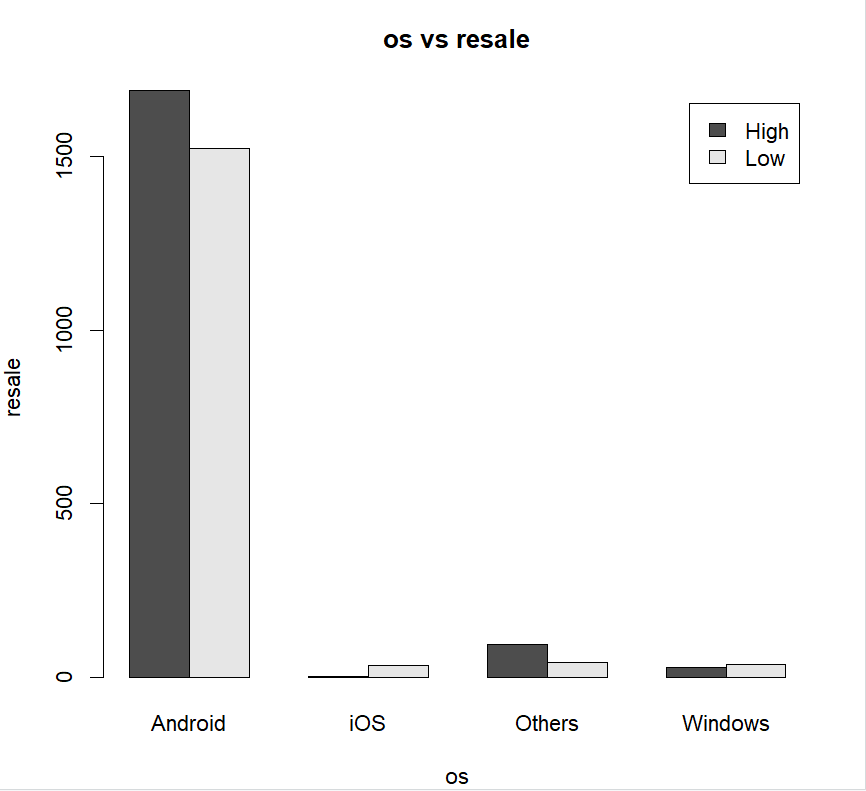 os vs resale
High
Low
1500
1000
500
0
resale
Android iOS Others Windows
os